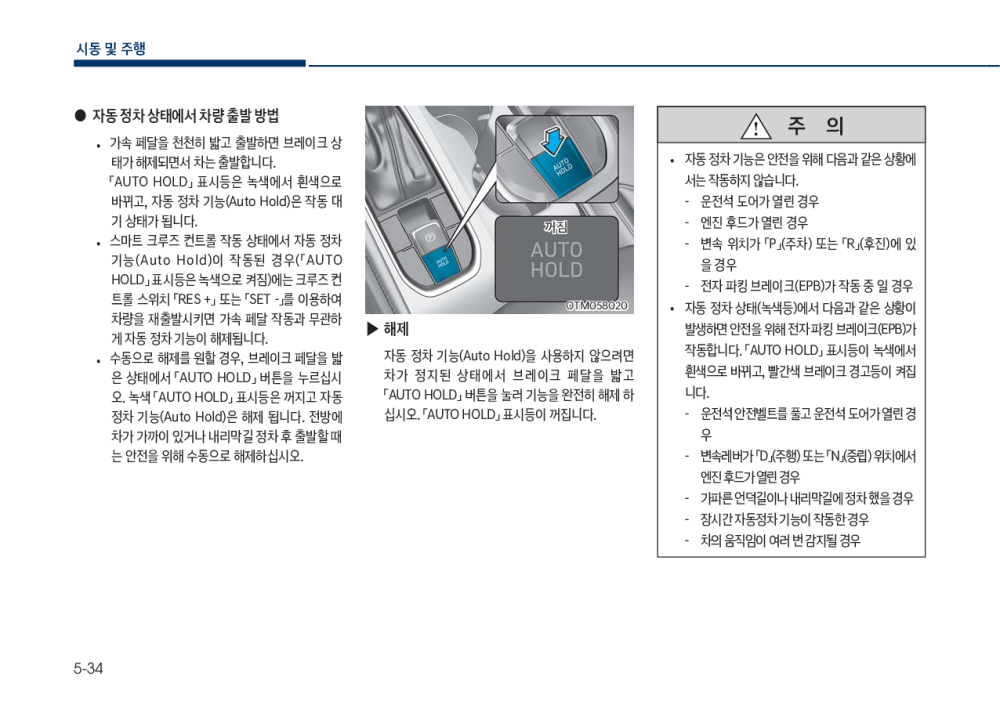 시동 및 주행
● 자동 정차 상태에서 차량 출발 방법
• 가속 페달을 천천히 밟고 출발하면 브레이크 상
태가 해제되면서 차는 출발합니다.
「AUTO HOLD」 표시등은 녹색에서 흰색으로
바뀌고, 자동 정차 기능(Auto Hold)은 작동 대
기 상태가 됩니다.
• 스마트 크루즈 컨트롤 작동 상태에서 자동 정차
기능(Auto Hold)이 작동된 경우(「AUTO
HOLD」 표시등은 녹색으로 켜짐)에는 크루즈 컨
트롤 스위치 「RES +」 또는 「SET -」를 이용하여
차량을 재출발시키면 가속 페달 작동과 무관하
게 자동 정차 기능이 해제됩니다.
• 수동으로 해제를 원할 경우, 브레이크 페달을 밟
은 상태에서 「AUTO HOLD」 버튼을 누르십시
오. 녹색 「AUTO HOLD」 표시등은 꺼지고 자동
정차 기능(Auto Hold)은 해제 됩니다. 전방에
차가 가까이 있거나 내리막길 정차 후 출발할 때
는 안전을 위해 수동으로 해제하십시오.
AUTO
HOLD
꺼짐
AUTO
HOLD
P
AUTO
HOLD
OTM058020
▶ 해제
자동 정차 기능(Auto Hold)을 사용하지 않으려면
차가 정지된 상태에서 브레이크 페달을 밟고
「AUTO HOLD」 버튼을 눌러 기능을 완전히 해제 하
십시오. 「AUTO HOLD」 표시등이 꺼집니다.
주 의
• 자동 정차 기능은 안전을 위해 다음과 같은 상황에
서는 작동하지 않습니다.
- 운전석 도어가 열린 경우
- 엔진 후드가 열린 경우
- 변속 위치가 「P」(주차) 또는 「R」(후진)에 있
을 경우
- 전자 파킹 브레이크(EPB)가 작동 중 일 경우
• 자동 정차 상태(녹색등)에서 다음과 같은 상황이
발생하면 안전을 위해 전자 파킹 브레이크(EPB)가
작동합니다. 「AUTO HOLD」 표시등이 녹색에서
흰색으로 바뀌고, 빨간색 브레이크 경고등이 켜집
니다.
- 운전석 안전벨트를 풀고 운전석 도어가 열린 경
우
- 변속레버가 「D」(주행) 또는 「N」(중립) 위치에서
엔진 후드가 열린 경우
- 가파른 언덕길이나 내리막길에 정차 했을 경우
- 장시간 자동정차 기능이 작동한 경우
- 차의 움직임이 여러 번 감지될 경우
5-34